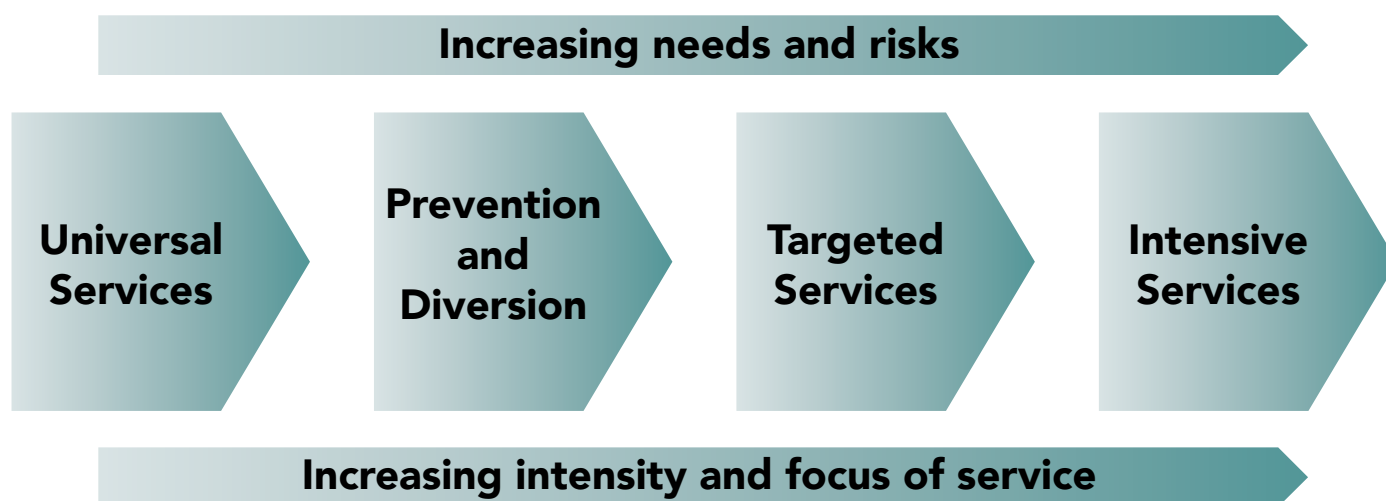 Increasing needs and risks
Universal
Services
Prevention
and
Diversion
Targeted
Services
Intensive
Services
Increasing intensity and focus of service